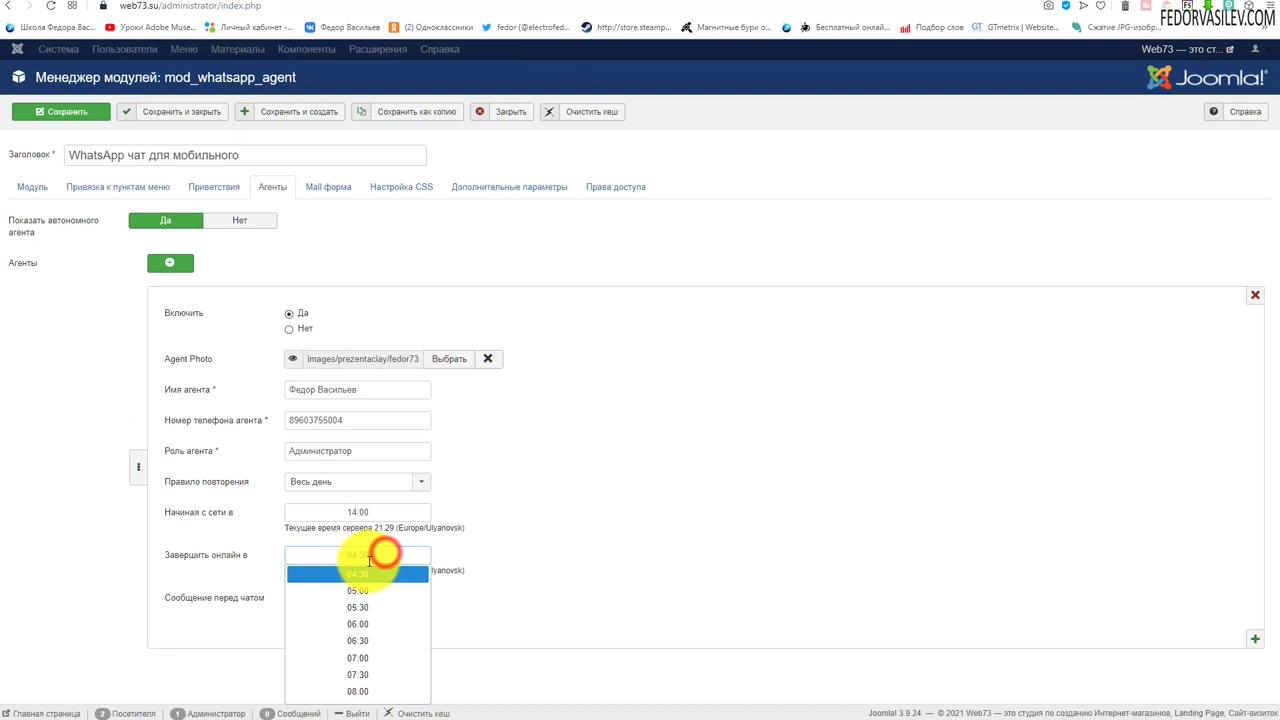 web73.su/administrator/index.php
FEDORVASILEV.COM
Школа Федора Вас...
Уроки Adobe Muse...
Личный кабинет -...
Федор Васильев
(2) Одноклассники
fedor (@electrofed...
http://store.steamp...
Магнитные бури о...
Бесплатный онлай...
Подбор слов
GTmetrix | Website...
Сжатие JPG-изобр...
Система Пользователи Меню Материалы Компоненты Расширения Справка
Web73 — это ст...
Менеджер модулей: mod_whatsapp_agent
Joomla!®
Сохранить
Сохранить и закрыть
Сохранить и создать
Сохранить как копию
Закрыть
Очистить кеш
Справка
Заголовок *
WhatsApp чат для мобильного
Модуль Привязка к пунктам меню Приветствия Агенты Mail форма Настройка CSS Дополнительные параметры Права доступа
Показать автономного агента
Да Нет
Агенты
Включить
Да
Нет
Agent Photo
images/prezentaciay/fedor73
Выбрать
Имя агента *
Федор Васильев
Номер телефона агента *
89603755004
Роль агента *
Администратор
Правило повторения
Весь день
Начиная с сети в
14:00
Текущее время сервера 21:29 (Europe/Ulyanovsk)
Завершить онлайн в
04:30
lyanovsk)
04:30
05:00
Сообщение перед чатом
05:30
06:00
06:30
07:00
07:30
08:00
Главная страница
2 Посетителя
1 Администратор
0 Сообщений
Выйти
Очистить кеш
Joomla! 3.9.24 — © 2021 Web73 — это студия по созданию Интернет-магазинов, Landing Page, Сайт-визиток